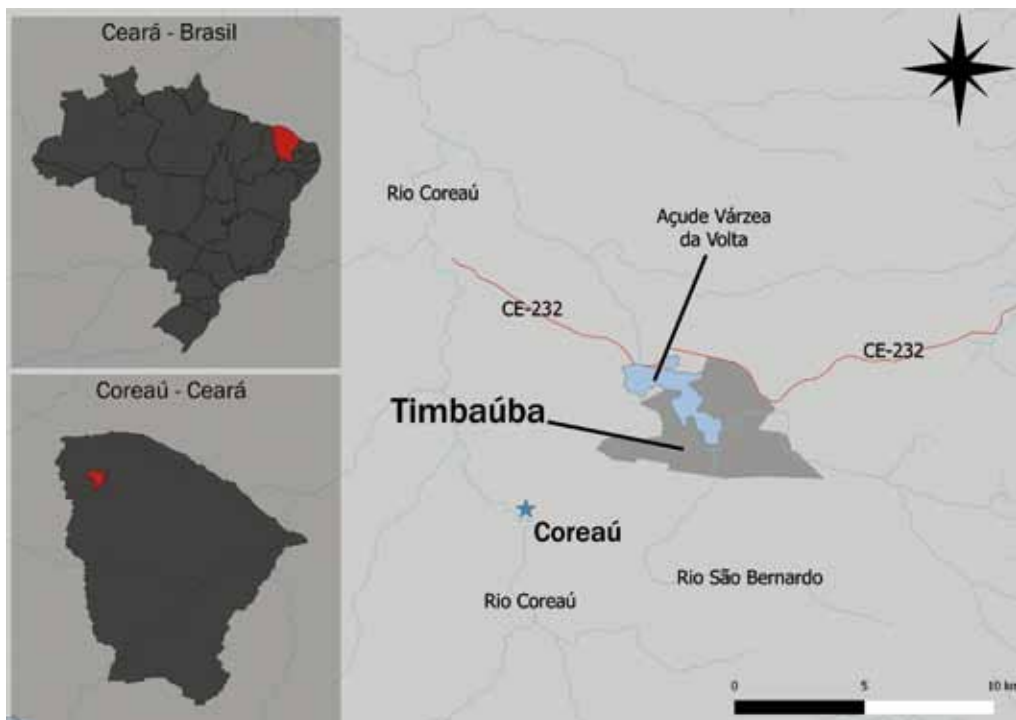 Ceará - Brasil
Coreaú - Ceará
Rio Coreaú
Açude Várzea
da Volta
CE-232
CE-232
Timbaúba
Coreaú
Rio São Bernardo
Rio Coreaú
0 5 10 km